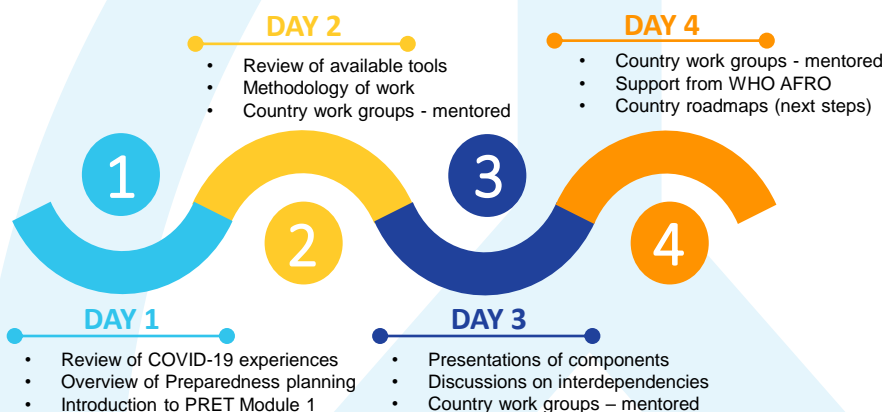 DAY 2
• Review of available tools
• Methodology of work
• Country work groups - mentored
DAY 4
• Country work groups - mentored
• Support from WHO AFRO
• Country roadmaps (next steps)
1
2
3
4
DAY 1
• Review of COVID-19 experiences
• Overview of Preparedness planning
• Introduction to PRET Module 1
DAY 3
• Presentations of components
• Discussions on interdependencies
• Country work groups – mentored